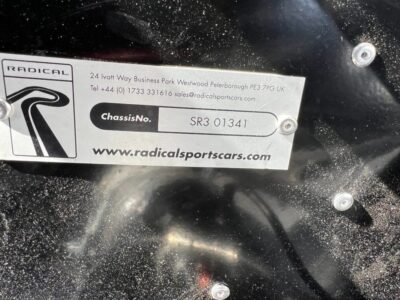 RADICAL
24 Ivatt Way Business Park Westwood Peterborough PE3 7PG UK
Tel +44 (0) 1733 331616 sales@radicalsportscars.com
ChassisNo. SR3 01341
www.radicalsportscars.com